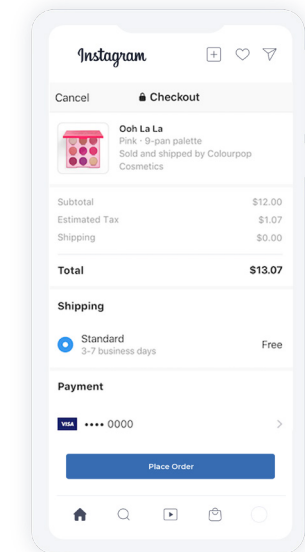 Instagram
Cancel
Checkout
Ooh La La
Pink · 9-pan palette
Sold and shipped by Colourpop
Cosmetics
Subtotal $12.00
Estimated Tax $1.07
Shipping $0.00
Total $13.07
Shipping
Standard
3-7 business days
Free
Payment
VISA •••• 0000
Place Order